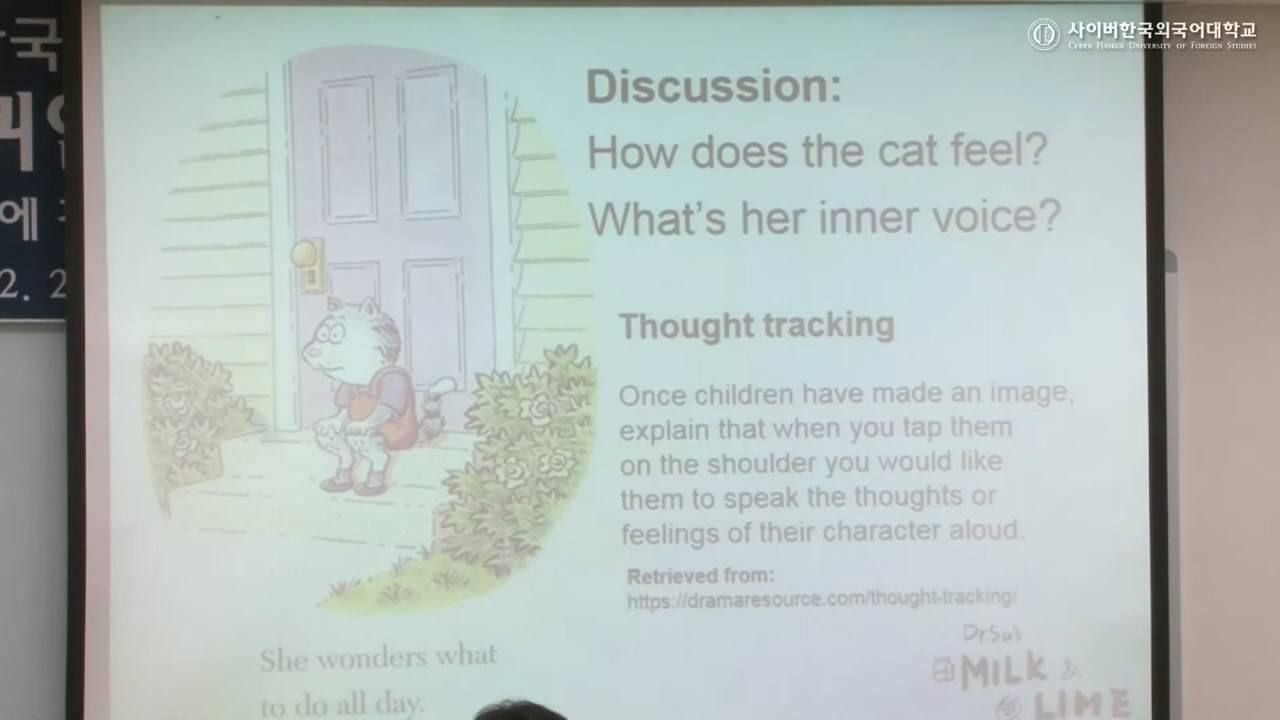 사이버한국외국어대학교
CYBER HANKUK UNIVERSITY OF FOREIGN STUDIES
국
에
2. 2
Discussion:
How does the cat feel?
What's her inner voice?
Thought tracking
Once children have made an image,
explain that when you tap them
on the shoulder you would like
them to speak the thoughts or
feelings of their character aloud.
Retrieved from:
https://dramaresource.com/thought-tracking/
She wonders what
to do all day.
DrSu's
MILK &
LIME